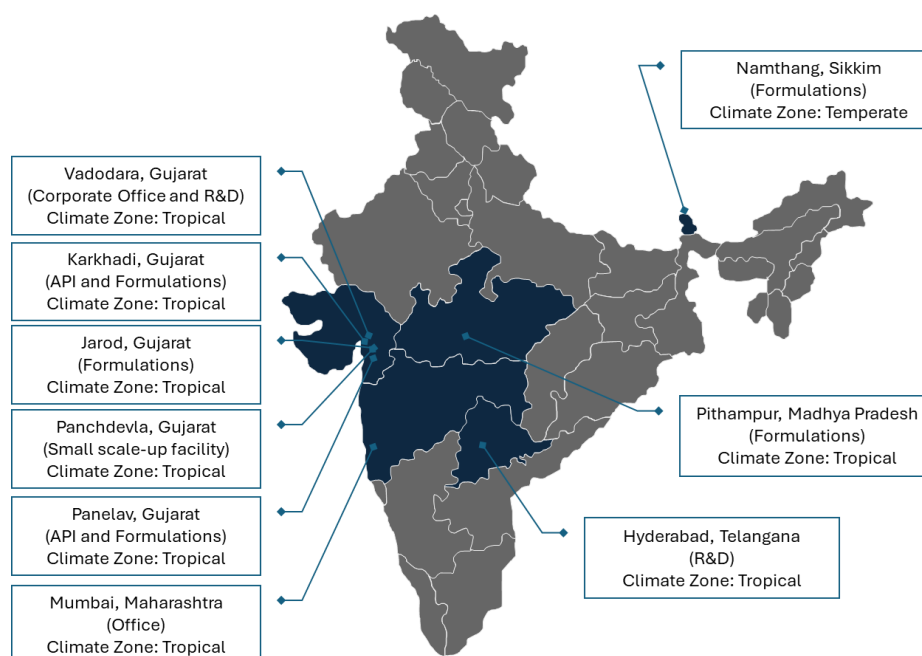 Namthang, Sikkim
(Formulations)
Climate Zone: Temperate
Vadodara, Gujarat
(Corporate Office and R&D)
Climate Zone: Tropical
Karkhadi, Gujarat
(API and Formulations)
Climate Zone: Tropical
Jarod, Gujarat
(Formulations)
Climate Zone: Tropical
Panchdevla, Gujarat
(Small scale-up facility)
Climate Zone: Tropical
Panelav, Gujarat
(API and Formulations)
Climate Zone: Tropical
Mumbai, Maharashtra
(Office)
Climate Zone: Tropical
Pithampur, Madhya Pradesh
(Formulations)
Climate Zone: Tropical
Hyderabad, Telangana
(R&D)
Climate Zone: Tropical